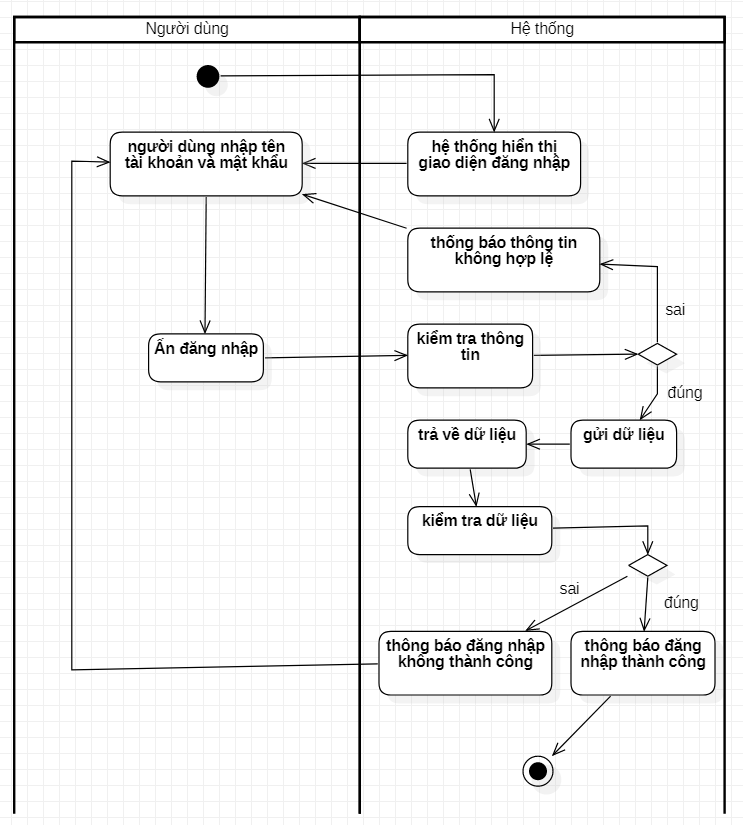 Người dùng
Hệ thống
người dùng nhập tên
tài khoản và mật khẩu
hệ thống hiển thị
giao diện đăng nhập
thống báo thông tin
không hợp lệ
sai
Ấn đăng nhập
kiểm tra thông
tin
đúng
trả về dữ liệu
gửi dữ liệu
kiểm tra dữ liệu
sai
đúng
thông báo đăng nhập
không thành công
thông báo đăng
nhập thành công